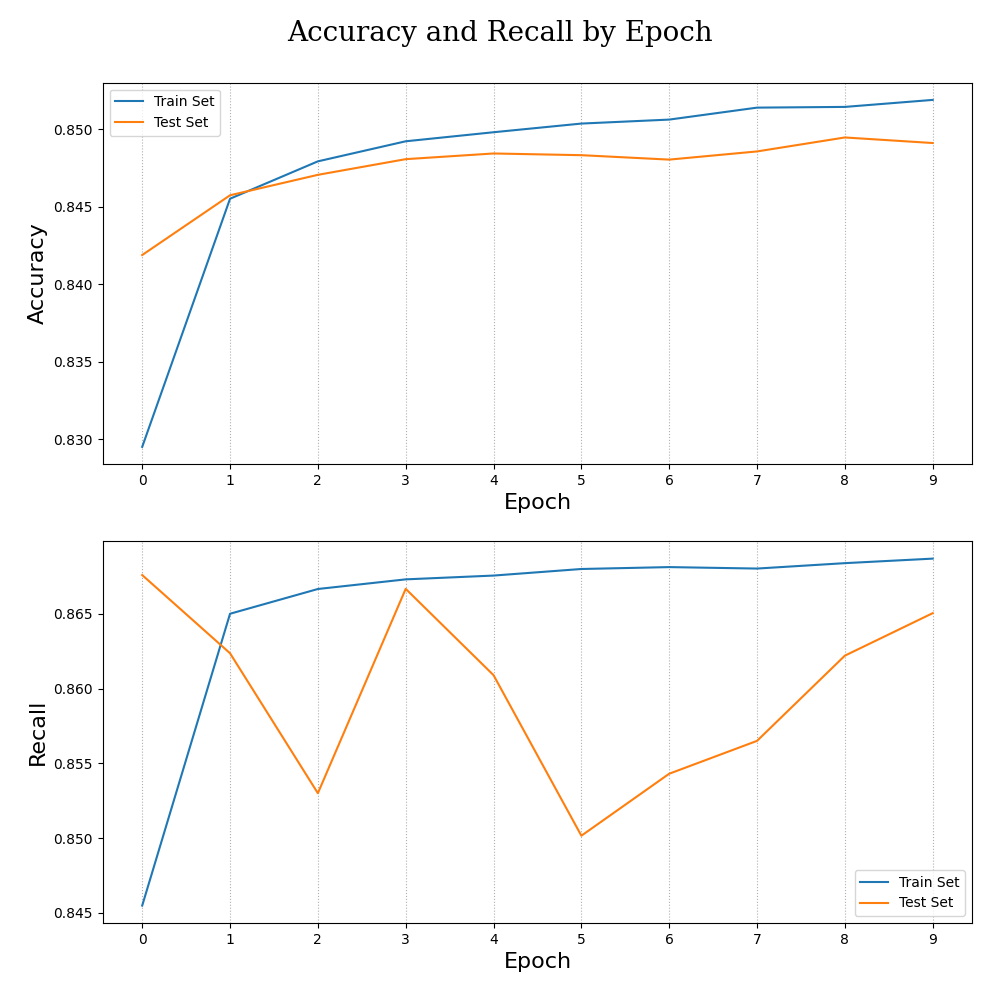 Accuracy and Recall by Epoch
Train Set
Test Set
Accuracy
0.850
0.845
0.840
0.835
0.830
0 1 2 3 4 5 6 7 8 9
Epoch
Recall
0.865
0.860
0.855
0.850
0.845
Train Set
Test Set
0 1 2 3 4 5 6 7 8 9
Epoch